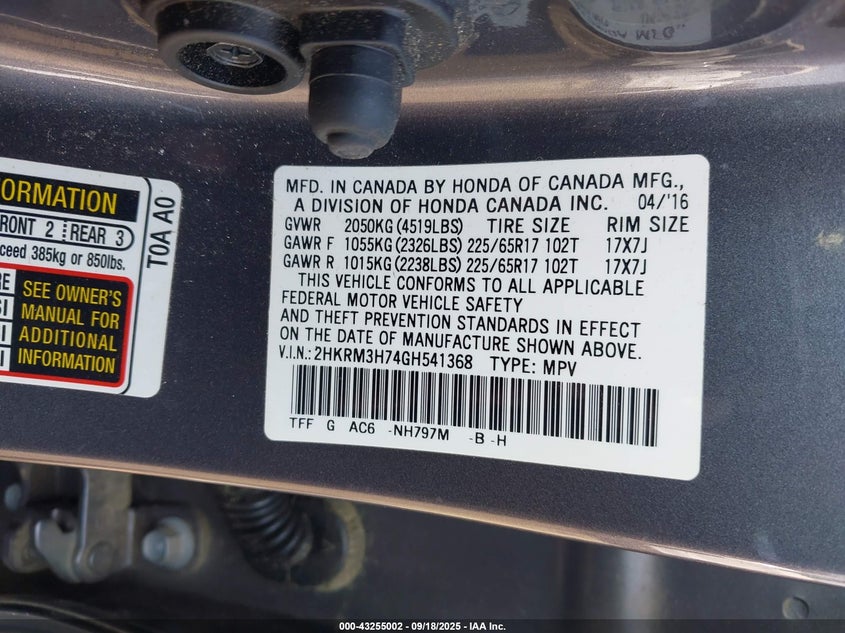 ORMATION
FRONT 2 REAR 3
ceed 385kg or 850lbs.
SEE OWNER'S
MANUAL FOR
ADDITIONAL
INFORMATION
T0A A0
MFD. IN CANADA BY HONDA OF CANADA MFG.,
A DIVISION OF HONDA CANADA INC. 04/'16
GVWR 2050KG(4519LBS) TIRE SIZE RIM SIZE
GAWR F 1055KG(2326LBS) 225/65R17 102T 17X7J
GAWR R 1015KG(2238LBS) 225/65R17 102T 17X7J
THIS VEHICLE CONFORMS TO ALL APPLICABLE
FEDERAL MOTOR VEHICLE SAFETY
AND THEFT PREVENTION STANDARDS IN EFFECT
ON THE DATE OF MANUFACTURE SHOWN ABOVE.
V.I.N.: 2HKRM3H74GH541368 TYPE: MPV
TFF G AC6 -NH797M -B -H
000-43255002 - 09/18/2025 - IAA Inc.